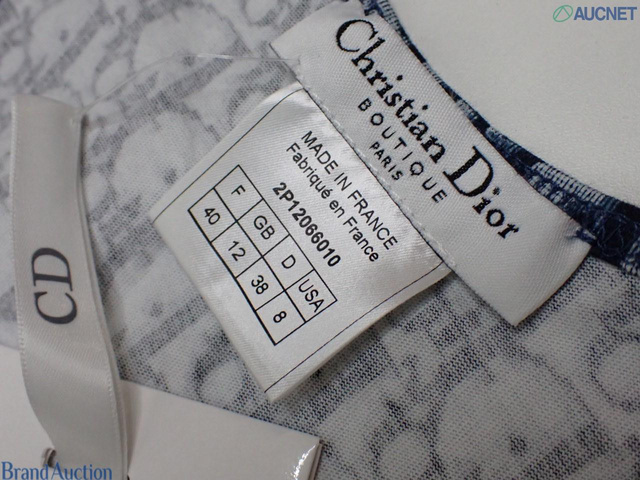 AUCNET
Christian Dior
BOUTIQUE
PARIS
MADE IN FRANCE
Fabriqué en France
2P12066010
F GB D USA
40 12 38 8
CD
Brand Auction